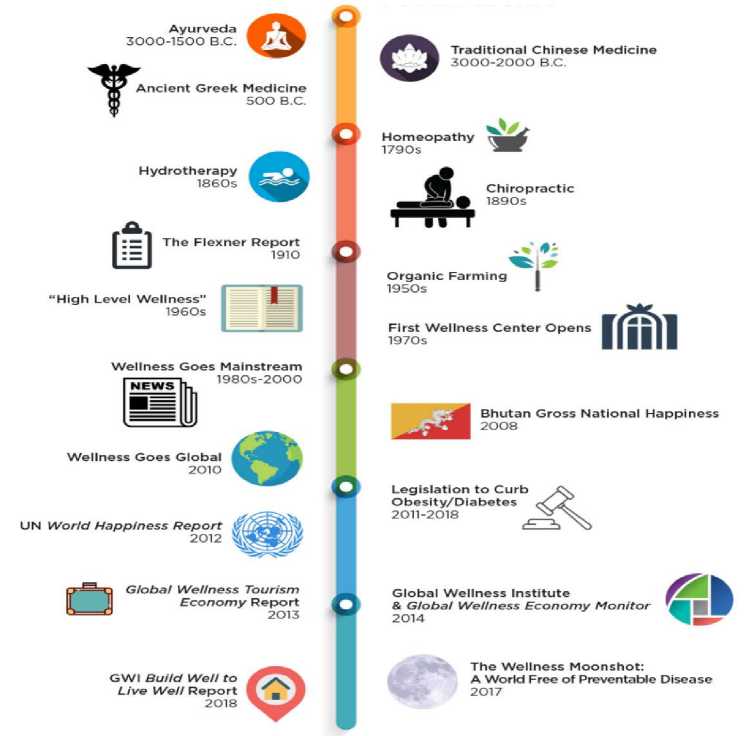 Ayurveda
3000-1500 B.C.
Traditional Chinese Medicine
3000-2000 B.C.
Ancient Greek Medicine
500 B.C.
Homeopathy
1790s
Hydrotherapy
1860s
Chiropractic
1890s
The Flexner Report
1910
Organic Farming
1950s
“High Level Wellness”
1960s
First Wellness Center Opens
1970s
Wellness Goes Mainstream
1980s-2000
NEWS
Bhutan Gross National Happiness
2008
Wellness Goes Global
2010
Legislation to Curb
Obesity/Diabetes
2011-2018
UN World Happiness Report
2012
Global Wellness Tourism
Economy Report
2013
Global Wellness Institute
& Global Wellness Economy Monitor
2014
The Wellness Moonshot:
A World Free of Preventable Disease
2017
GWI Build Well to
Live Well Report
2018